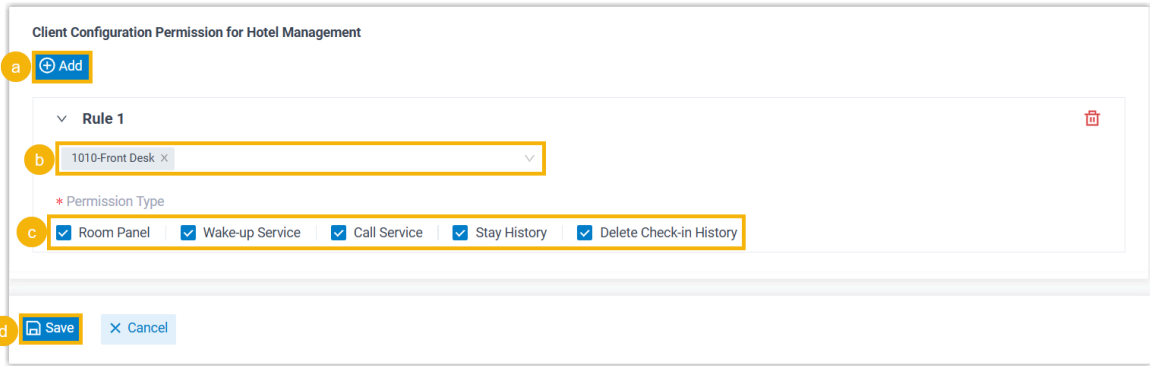 Client Configuration Permission for Hotel Management
a Add
Rule 1
b 1010-Front Desk ×
* Permission Type
c Room Panel Wake-up Service Call Service Stay History Delete Check-in History
d Save × Cancel